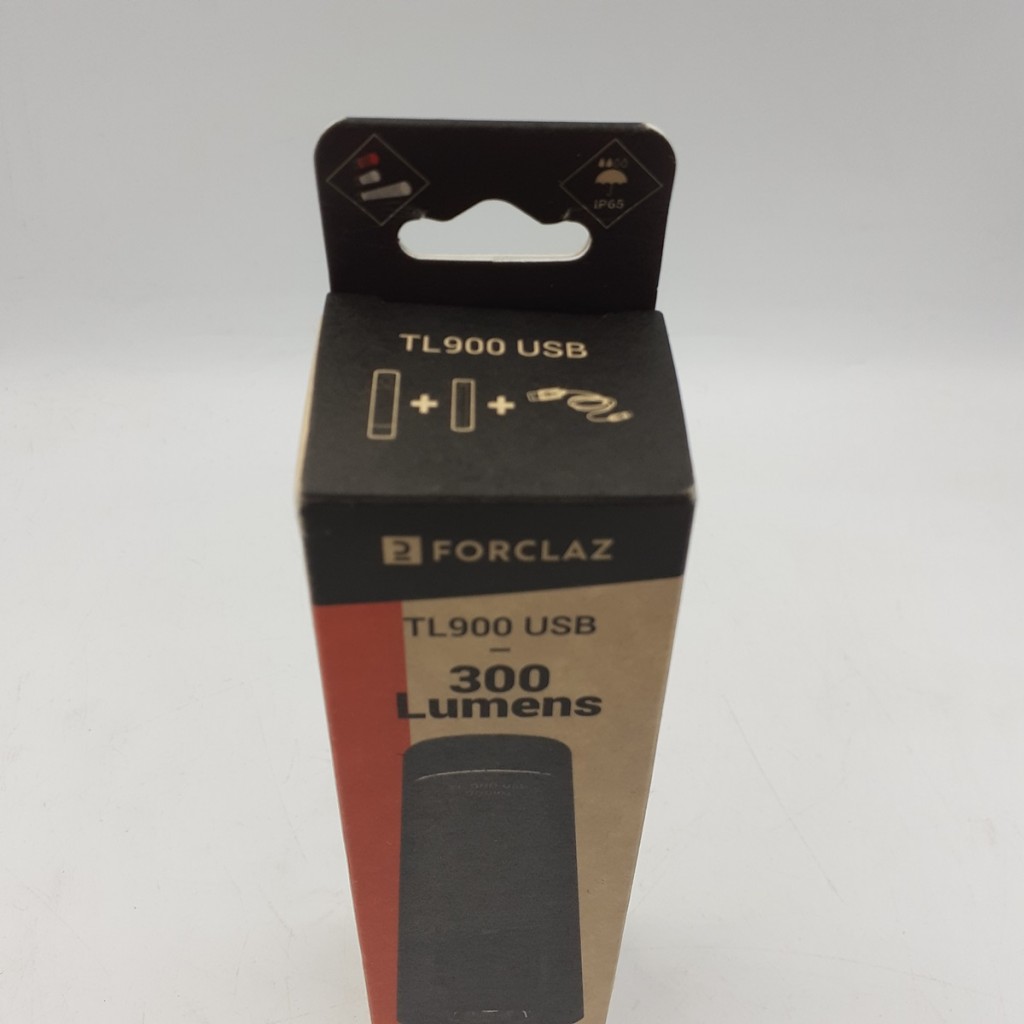 IP65
TL900 USB
FORCLAZ
TL900 USB
300
Lumens